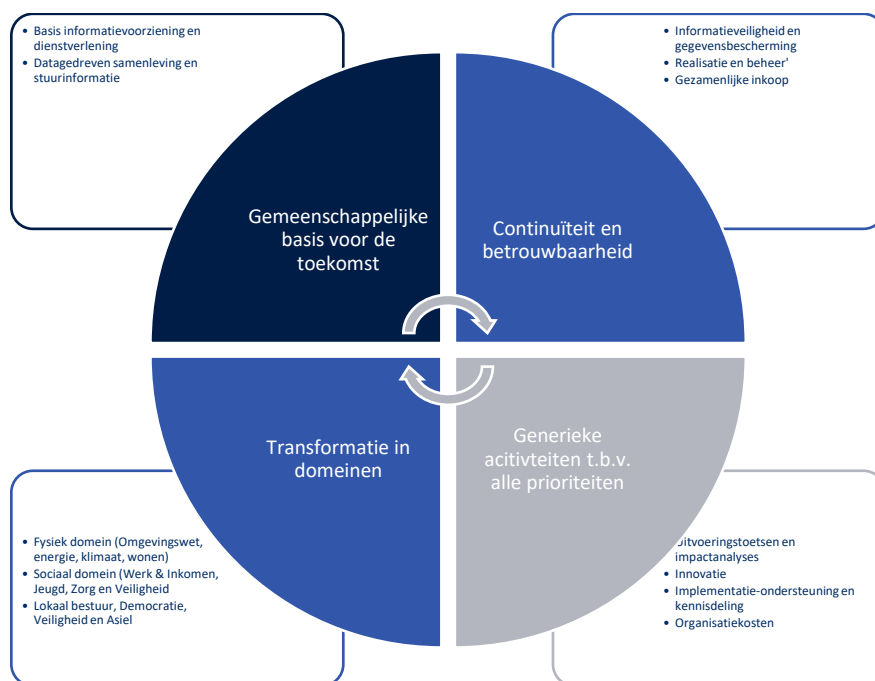 Basis informatievoorziening en
dienstverlening
Datagedreven samenleving en
stuurinformatie
Informatieveiligheid en
gegevensbescherming
Realisatie en beheer'
Gezamenlijke inkoop
Gemeenschappelijke
basis voor de
toekomst
Continuïteit en
betrouwbaarheid
Transformatie in
domeinen
Generieke
acitivteiten t.b.v.
alle prioriteiten
Fysiek domein (Omgevingswet,
energie, klimaat, wonen)
Sociaal domein (Werk & Inkomen,
Jeugd, Zorg en Veiligheid
Lokaal bestuur, Democratie,
Veiligheid en Asiel
Uitvoeringstoetsen en
impactanalyses
Innovatie
Implementatie-ondersteuning en
kennisdeling
Organisatiekosten